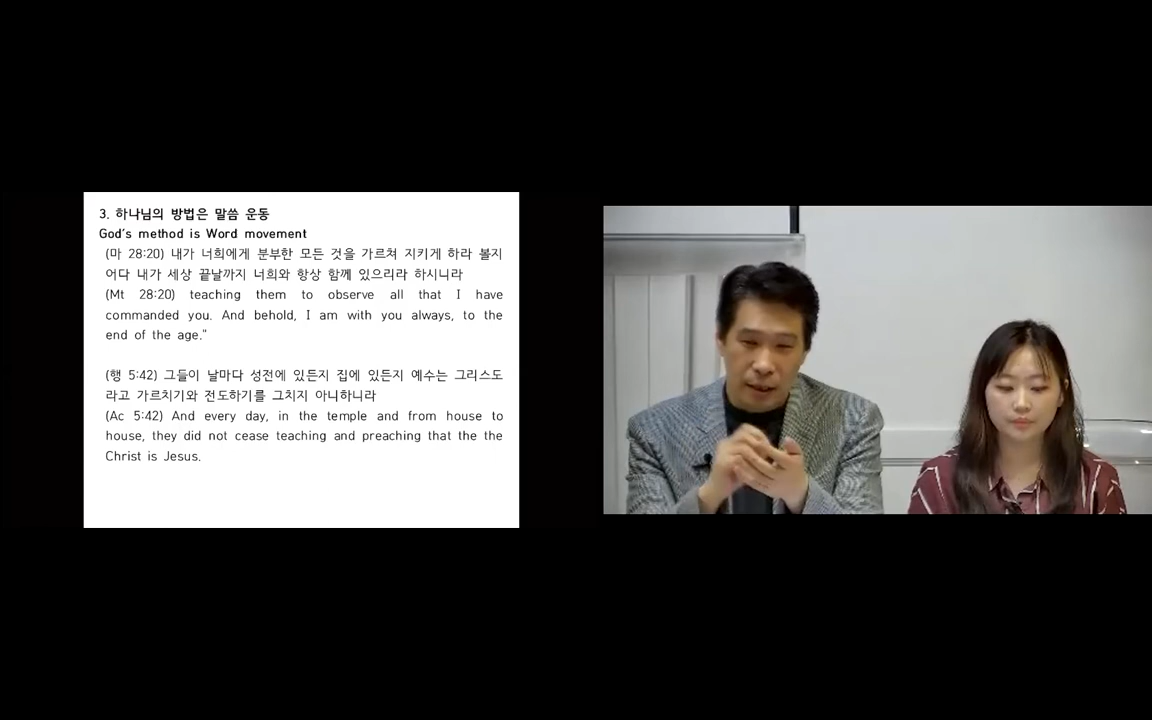 3. 하나님의 방법은 말씀 운동
God's method is Word movement
(마 28:20) 내가 너희에게 분부한 모든 것을 가르쳐 지키게 하라 볼지
어다 내가 세상 끝날까지 너희와 항상 함께 있으리라 하시니라
(Mt 28:20) teaching them to observe all that I have
commanded you. And behold, I am with you always, to the
end of the age."
(행 5:42) 그들이 날마다 성전에 있든지 집에 있든지 예수는 그리스도
라고 가르치기와 전도하기를 그치지 아니하니라
(Ac 5:42) And every day, in the temple and from house to
house, they did not cease teaching and preaching that the the
Christ is Jesus.